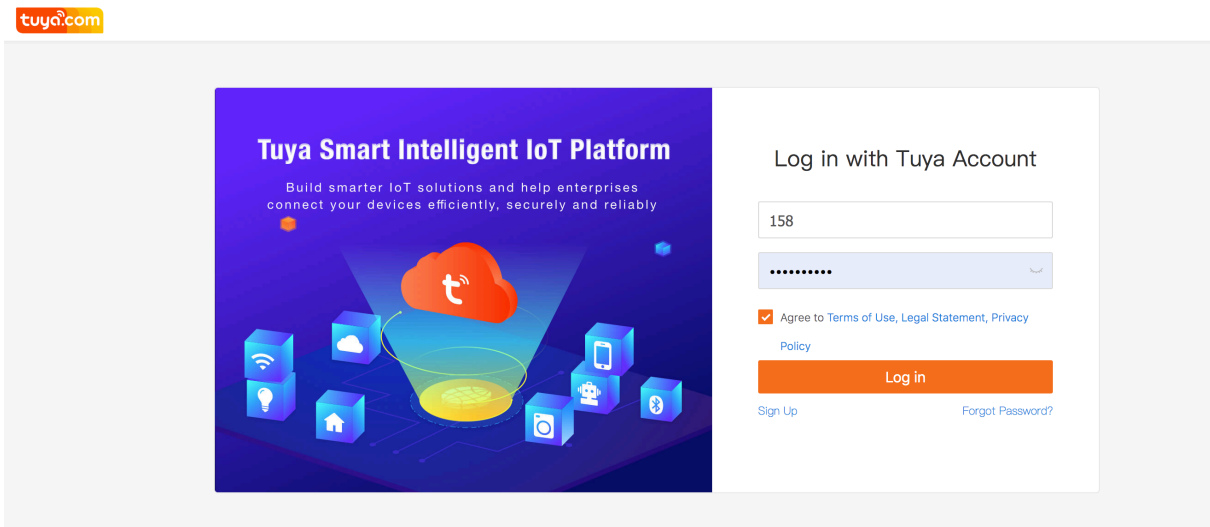 tuya.com
Tuya Smart Intelligent IoT Platform
Build smarter IoT solutions and help enterprises
connect your devices efficiently, securely and reliably
Log in with Tuya Account
158
••••••••••
Agree to Terms of Use, Legal Statement, Privacy
Policy
Log in
Sign Up
Forgot Password?